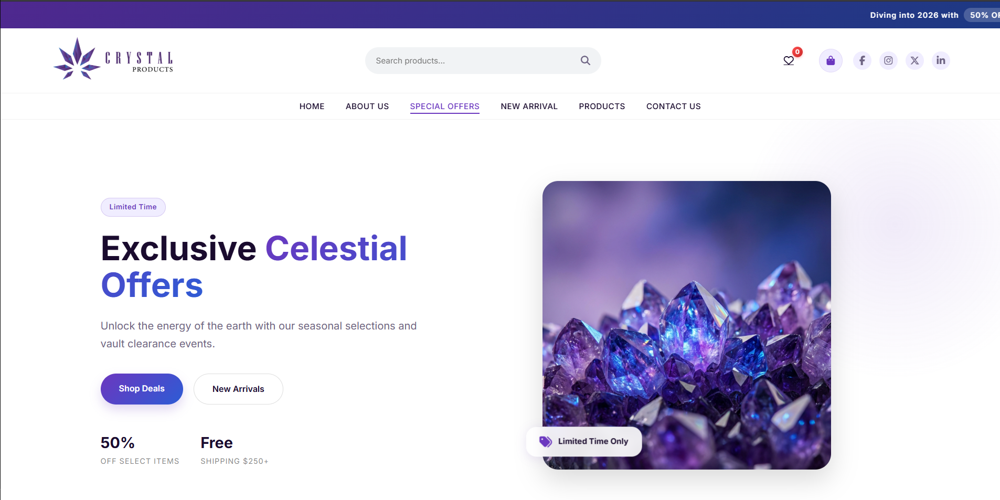 Diving into 2026 with 50% OF
CRYSTAL
PRODUCTS
Search products...
0
HOME ABOUT US SPECIAL OFFERS NEW ARRIVAL PRODUCTS CONTACT US
Limited Time
Exclusive Celestial
Offers
Unlock the energy of the earth with our seasonal selections and
vault clearance events.
Shop Deals New Arrivals
50% Free
OFF SELECT ITEMS SHIPPING $250+
Limited Time Only